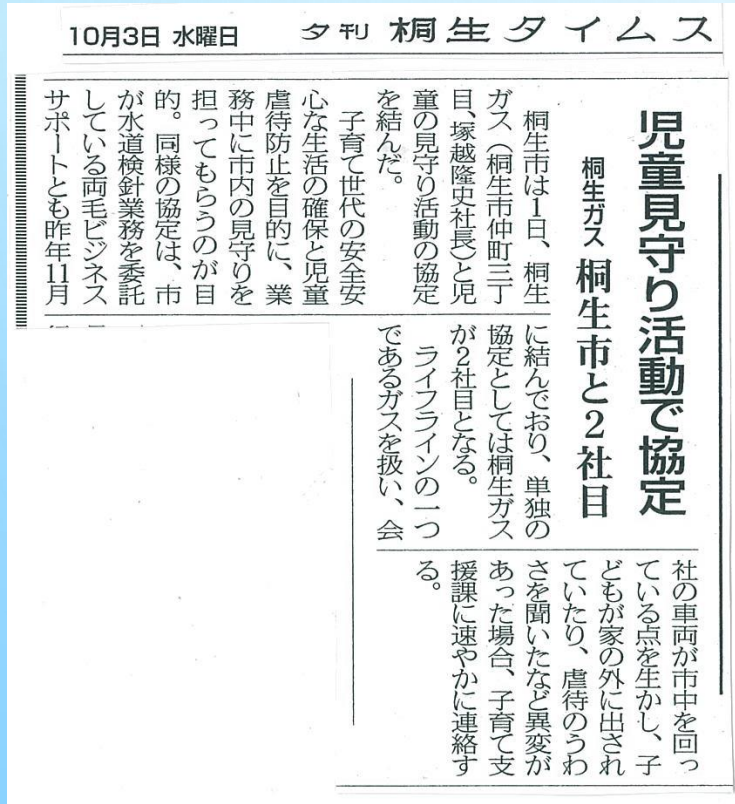 10月3日 水曜日 夕刊 桐生タイムス
児童見守り活動で協定
桐生ガス 桐生市と2社目
桐生市は1日、桐生
ガス（桐生市仲町三丁
目、塚越隆史社長）と児
童の見守り活動の協定
を結んだ。
子育て世代の安全安
心な生活の確保と児童
虐待防止を目的に、業
務中に市内の見守りを
担ってもらうのが目
的。同様の協定は、市
が水道検針業務を委託
している両毛ビジネス
サポートとも昨年11月
に結んでおり、単独の
協定としては桐生ガス
が2社目となる。
ライフラインの一つ
であるガスを扱い、会
社の車両が市中を回っ
ている点を生かし、子
どもが家の外に出され
ていたり、虐待のうわ
さを聞いたなど異変が
あった場合、子育て支
援課に速やかに連絡す
る。